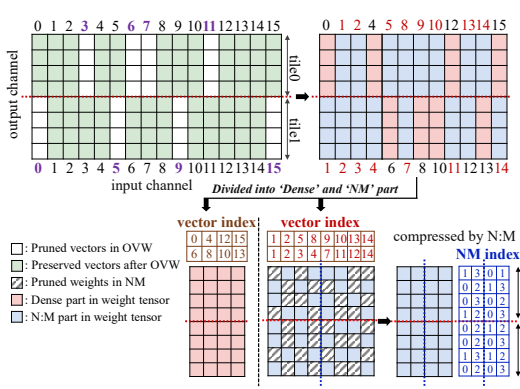 0 1 2 3 4 5 6 7 8 9 10 11 12 13 14 15
0 1 2 4 5 8 9 10 12 13 14 15
output channel
tile0
tile1
0 1 2 3 4 5 6 7 8 9 10 11 12 13 14 15
1 2 3 4 6 7 8 10 11 12 13 14
input channel
Divided into 'Dense' and 'NM' part
vector index
0 4 12 15
6 8 10 13
vector index
1 2 5 8 9 10 13 14
1 2 3 4 7 11 12 14
compressed by N:M
NM index
1 3 0 1
0 2 1 3
0 2 0 3
1 2 0 3
0 2 1 2
0 2 0 3
1 3 1 2
0 2 0 3
: Pruned vectors in OVW
: Preserved vectors after OVW
: Pruned weights in NM
: Dense part in weight tensor
: N:M part in weight tensor